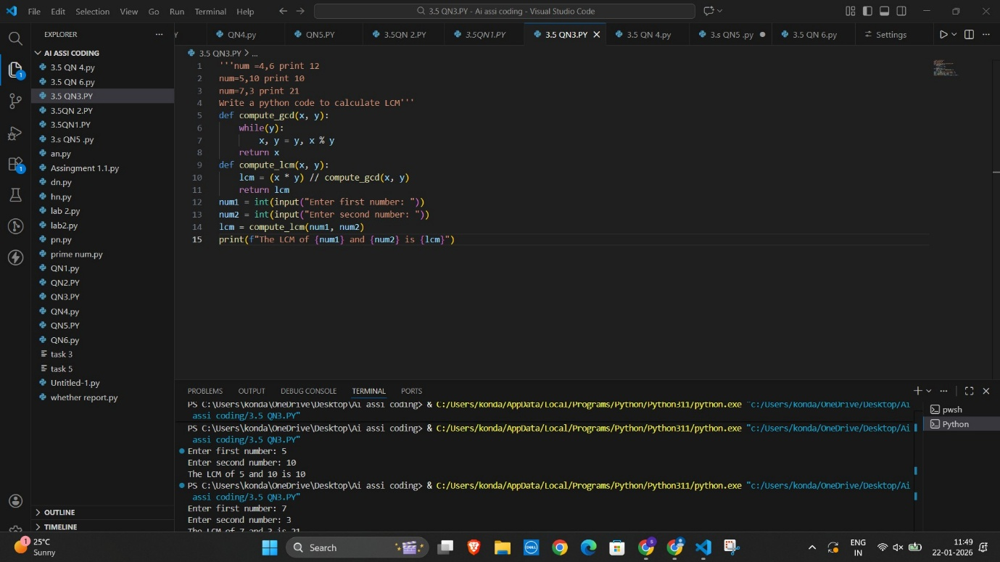 File Edit Selection View Go Run Terminal Help
3.5 QN3.PY - Ai assi coding - Visual Studio Code
EXPLORER
AI ASSI CODING
3.5 QN 4.py
3.5 QN 6.py
3.5 QN3.PY
3.5QN 2.PY
3.5QN1.PY
3.s QN5 .py
an.py
Assingment 1.1.py
dn.py
hn.py
lab 2.py
lab2.py
pn.py
prime num.py
QN1.py
QN2.PY
QN3.PY
QN4.py
QN5.PY
QN6.py
task 3
task 5
Untitled-1.py
whether report.py
OUTLINE
TIMELINE
1
1
Y QN4.py QN5.PY 3.5QN 2.PY 3.5QN1.PY 3.5 QN3.PY 3.5 QN 4.py 3.s QN5 .py 3.5 QN 6.py Settings
3.5 QN3.PY > ...
1 '''num =4,6 print 12
2 num=5,10 print 10
3 num=7,3 print 21
4 Write a python code to calculate LCM'''
5 def compute_gcd(x, y):
6 while(y):
7 x, y = y, x % y
8 return x
9 def compute_lcm(x, y):
10 lcm = (x * y) // compute_gcd(x, y)
11 return lcm
12 num1 = int(input("Enter first number: "))
13 num2 = int(input("Enter second number: "))
14 lcm = compute_lcm(num1, num2)
15 print(f"The LCM of {num1} and {num2} is {lcm}")
PROBLEMS OUTPUT DEBUG CONSOLE TERMINAL PORTS
PS C:\Users\konda\OneDrive\Desktop\Ai assi coding> & C:/Users/konda/AppData/Local/Programs/Python/Python311/python.exe "c:/Users/konda/OneDrive/Desktop/Ai
assi coding/3.5 QN3.PY"
PS C:\Users\konda\OneDrive\Desktop\Ai assi coding> & C:/Users/konda/AppData/Local/Programs/Python/Python311/python.exe "c:/Users/konda/OneDrive/Desktop/Ai
assi coding/3.5 QN3.PY"
Enter first number: 5
Enter second number: 10
The LCM of 5 and 10 is 10
PS C:\Users\konda\OneDrive\Desktop\Ai assi coding> & C:/Users/konda/AppData/Local/Programs/Python/Python311/python.exe "c:/Users/konda/OneDrive/Desktop/Ai
assi coding/3.5 QN3.PY"
Enter first number: 7
Enter second number: 3
The LCM of 7 and 3 is 21
pwsh
Python
1
25°C
Sunny
Search
DELL
S
ENG
IN
11:49
22-01-2026